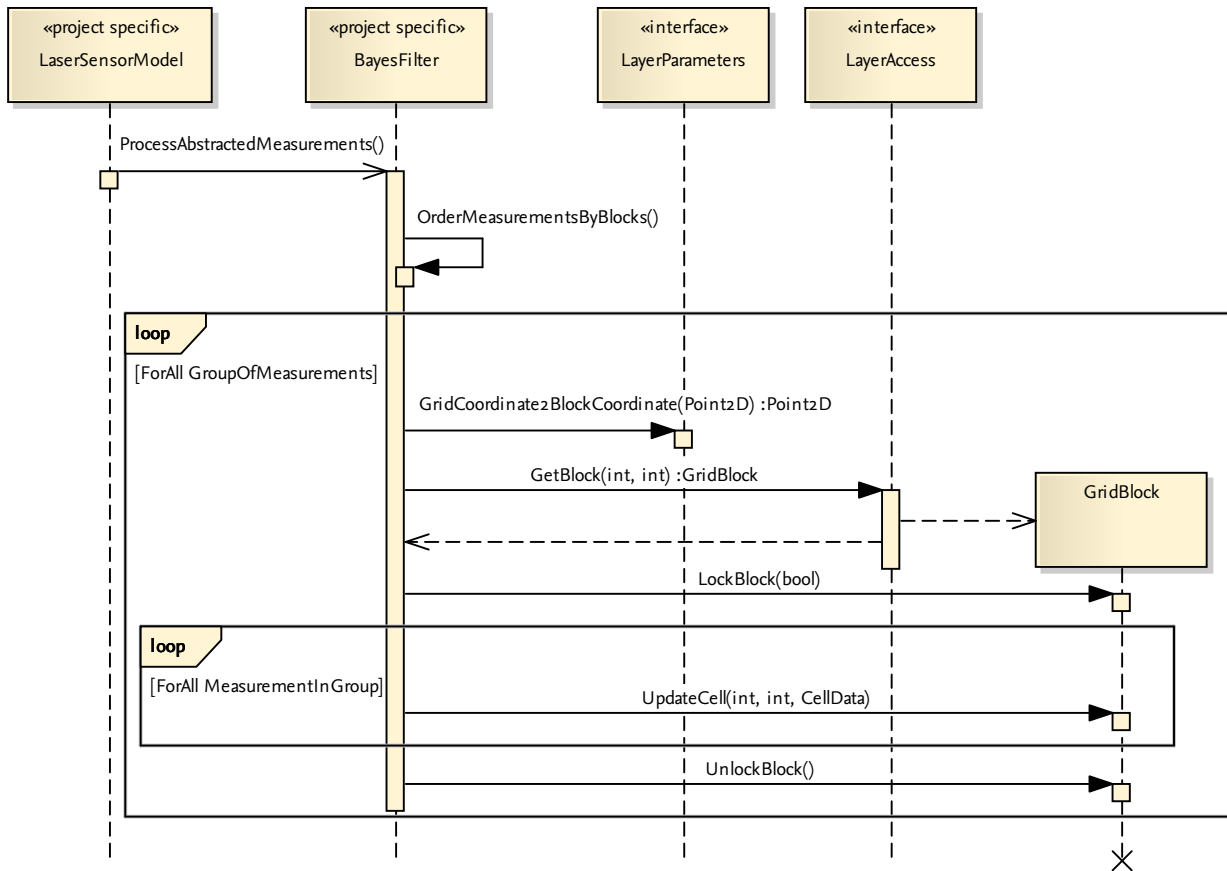 «project specific»
LaserSensorModel
«project specific»
BayesFilter
«interface»
LayerParameters
«interface»
LayerAccess
ProcessAbstractedMeasurements()
OrderMeasurementsByBlocks()
loop
[ForAll GroupOfMeasurements]
GridCoordinate2BlockCoordinate(Point2D) :Point2D
GetBlock(int, int) :GridBlock
GridBlock
LockBlock(bool)
loop
[ForAll MeasurementInGroup]
UpdateCell(int, int, CellData)
UnlockBlock()